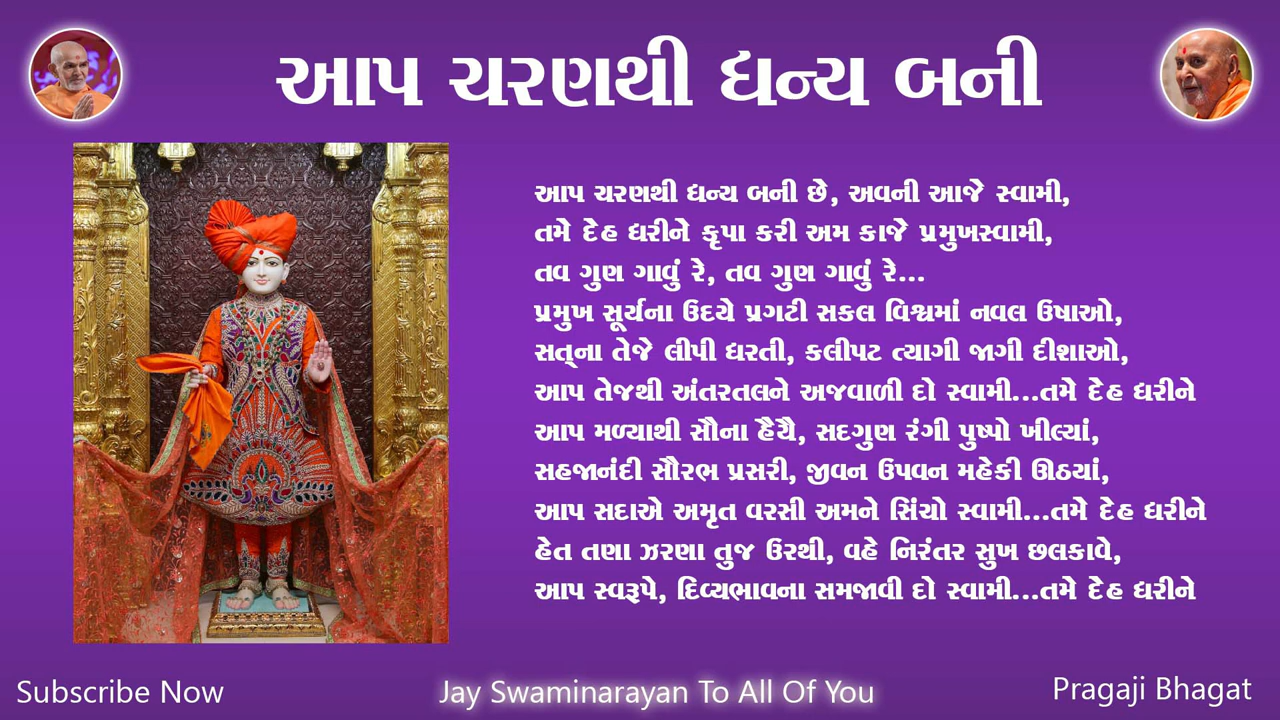 આપ ચરણથી ધન્ય બની
આપ ચરણથી ધન્ય બની છે, અવની આજે સ્વામી,
તમે દેહ ધરીને કૃપા કરી અમ કાજે પ્રમુખસ્વામી,
તવ ગુણ ગાવું રે, તવ ગુણ ગાવું રે...
પ્રમુખ સૂર્યના ઉદયે પ્રગટી સકલ વિશ્વમાં નવલ ઉષાઓ,
સત્‌ના તેજે લીપી ધરતી, કલીપટ ત્યાગી જાગી દીશાઓ,
આપ તેજથી અંતરતલને અજવાળી દો સ્વામી...તમે દેહ ધરીને
આપ મળ્યાથી સૌના હૈયૈ, સદગુણ રંગી પુષ્પો ખીલ્યાં,
સહજાનંદી સૌરભ પ્રસરી, જીવન ઉપવન મહેકી ઊઠયાં,
આપ સદાએ અમૃત વરસી અમને સિંચો સ્વામી...તમે દેહ ધરીને
હેત તણા ઝરણા તુજ ઉરથી, વહે નિરંતર સુખ છલકાવે,
આપ સ્વરૂપે, દિવ્યભાવના સમજાવી દો સ્વામી...તમે દેહ ધરીને
Subscribe Now
Jay Swaminarayan To All Of You
Pragaji Bhagat